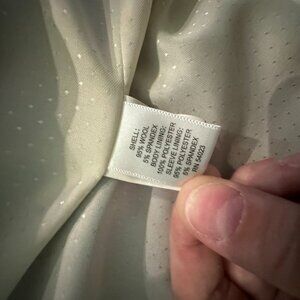 SHELL:
95% WOOL
5% SPANDEX
BODY LINING:
100% POLYESTER
SLEEVE LINING:
95% POLYESTER
5% SPANDEX
RN 54023